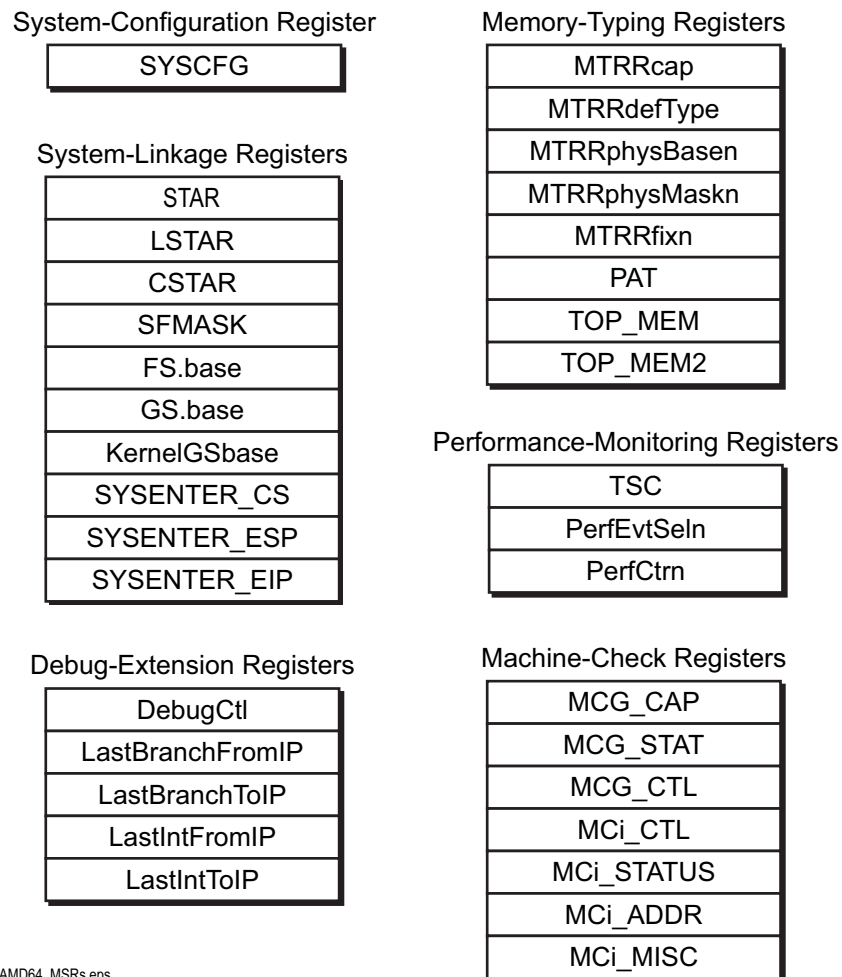 System-Configuration Register
SYSCFG
System-Linkage Registers
STAR
LSTAR
CSTAR
SFMASK
FS.base
GS.base
KernelGSbase
SYSENTER_CS
SYSENTER_ESP
SYSENTER_EIP
Debug-Extension Registers
DebugCtl
LastBranchFromIP
LastBranchToIP
LastIntFromIP
LastIntToIP
Memory-Typing Registers
MTRRcap
MTRRdefType
MTRRphysBasen
MTRRphysMaskn
MTRRfixn
PAT
TOP_MEM
TOP_MEM2
Performance-Monitoring Registers
TSC
PerfEvtSeln
PerfCtrn
Machine-Check Registers
MCG_CAP
MCG_STAT
MCG_CTL
MCi_CTL
MCi_STATUS
MCi_ADDR
MCi_MISC
AMD64_MSRs.eps